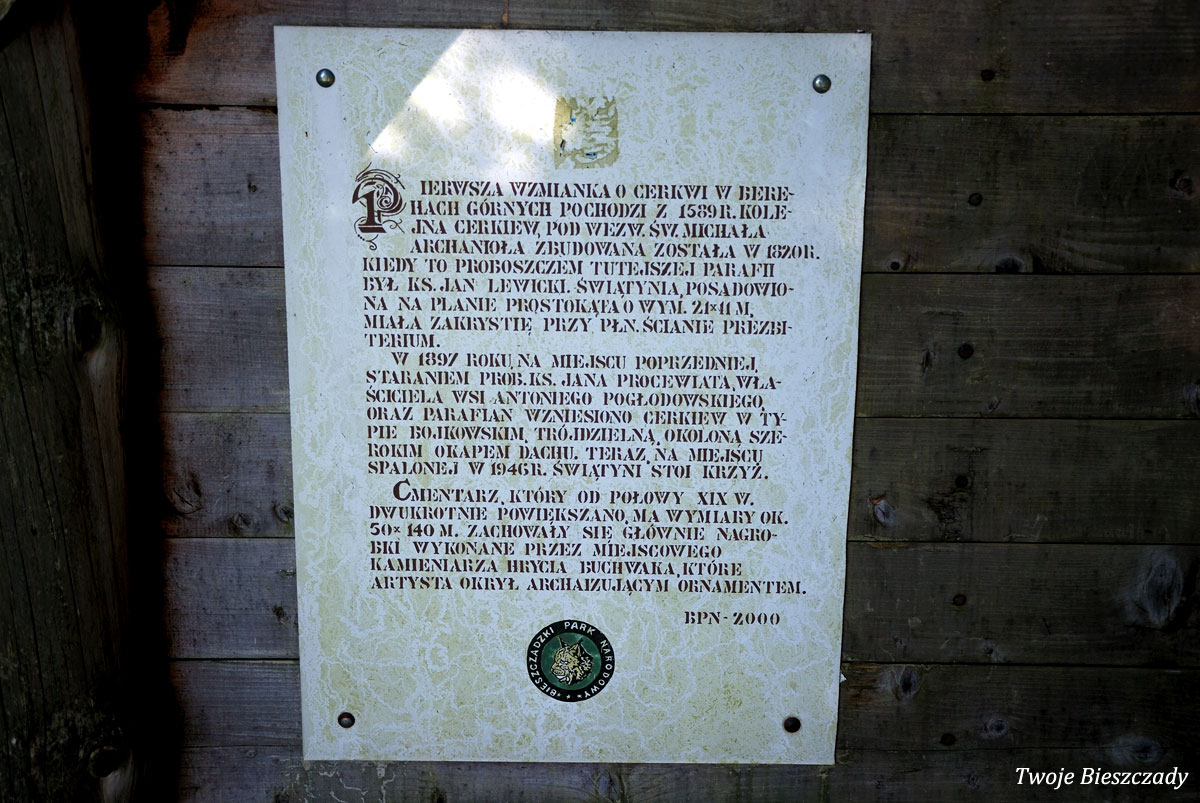 PIERWSZA WZMIANKA O CERKWI W BERE-
HACH GÓRNYCH POCHODZI Z 1589 R. KOLE-
JNA CERKIEW, POD WEZW. ŚW. MICHAŁA
ARCHANIOŁA ZBUDOWANA ZOSTAŁA W 1820 R.
KIEDY TO PROBOSZCZEM TUTEJSZEJ PARAFII
BYŁ KS. JAN LEWICKI. ŚWIĄTYNIA, POSADOWIO-
NA NA PLANIE PROSTOKĄTA O WYM. 21×11 M,
MIAŁA ZAKRYSTIĘ PRZY PŁN. ŚCIANIE PREZBI-
TERIUM.
W 1897 ROKU, NA MIEJSCU POPRZEDNIEJ,
STARANIEM PROB. KS. JANA PROCEWIATA, WŁA-
ŚCICIELA WSI ANTONIEGO POGŁODOWSKIEGO,
ORAZ PARAFIAN WZNIESIONO CERKIEW W TY-
PIE BOJKOWSKIM, TRÓJDZIELNĄ, OKOLONĄ SZE-
ROKIM OKAPEM DACHU. TERAZ, NA MIEJSCU
SPALONEJ W 1946 R. ŚWIĄTYNI STOI KRZYŻ.
CMENTARZ, KTÓRY OD POŁOWY XIX W.
DWUKROTNIE POWIĘKSZANO, MA WYMIARY OK.
50×140 M. ZACHOWAŁY SIĘ GŁÓWNIE NAGRO-
BKI WYKONANE PRZEZ MIEJSCOWEGO
KAMIENIARZA HRYCIA BUCHWAKA, KTÓRE
ARTYSTA OKRYŁ ARCHAIZUJĄCYM ORNAMENTEM.
BPN - 2000
BIESZCZADZKI PARK NARODOWY
Twoje Bieszczady